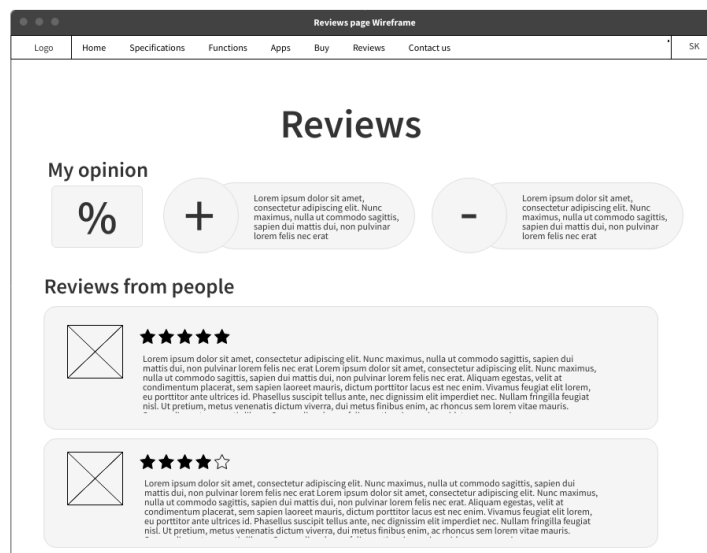 Reviews page Wireframe
Logo Home Specifications Functions Apps Buy Reviews Contact us SK
Reviews
My opinion
%
+
Lorem ipsum dolor sit amet,
consectetur adipiscing elit. Nunc
maximus, nulla ut commodo sagittis,
sapien dui mattis dui, non pulvinar
lorem felis nec erat
-
Lorem ipsum dolor sit amet,
consectetur adipiscing elit. Nunc
maximus, nulla ut commodo sagittis,
sapien dui mattis dui, non pulvinar
lorem felis nec erat
Reviews from people
Lorem ipsum dolor sit amet, consectetur adipiscing elit. Nunc maximus, nulla ut commodo sagittis, sapien dui
mattis dui, non pulvinar lorem felis nec erat Lorem ipsum dolor sit amet, consectetur adipiscing elit. Nunc maximus,
nulla ut commodo sagittis, sapien dui mattis dui, non pulvinar lorem felis nec erat. Aliquam egestas, velit at
condimentum placerat, sem sapien laoreet mauris, dictum porttitor lacus est nec enim. Vivamus feugiat elit lorem,
eu porttitor ante ultrices id. Phasellus suscipit tellus ante, nec dignissim elit imperdiet nec. Nullam fringilla feugiat
nisl. Ut pretium, metus venenatis dictum viverra, dui metus finibus enim, ac rhoncus sem lorem vitae mauris.
Lorem ipsum dolor sit amet, consectetur adipiscing elit. Nunc maximus, nulla ut commodo sagittis, sapien dui
mattis dui, non pulvinar lorem felis nec erat Lorem ipsum dolor sit amet, consectetur adipiscing elit. Nunc maximus,
nulla ut commodo sagittis, sapien dui mattis dui, non pulvinar lorem felis nec erat. Aliquam egestas, velit at
condimentum placerat, sem sapien laoreet mauris, dictum porttitor lacus est nec enim. Vivamus feugiat elit lorem,
eu porttitor ante ultrices id. Phasellus suscipit tellus ante, nec dignissim elit imperdiet nec. Nullam fringilla feugiat
nisl. Ut pretium, metus venenatis dictum viverra, dui metus finibus enim, ac rhoncus sem lorem vitae mauris.